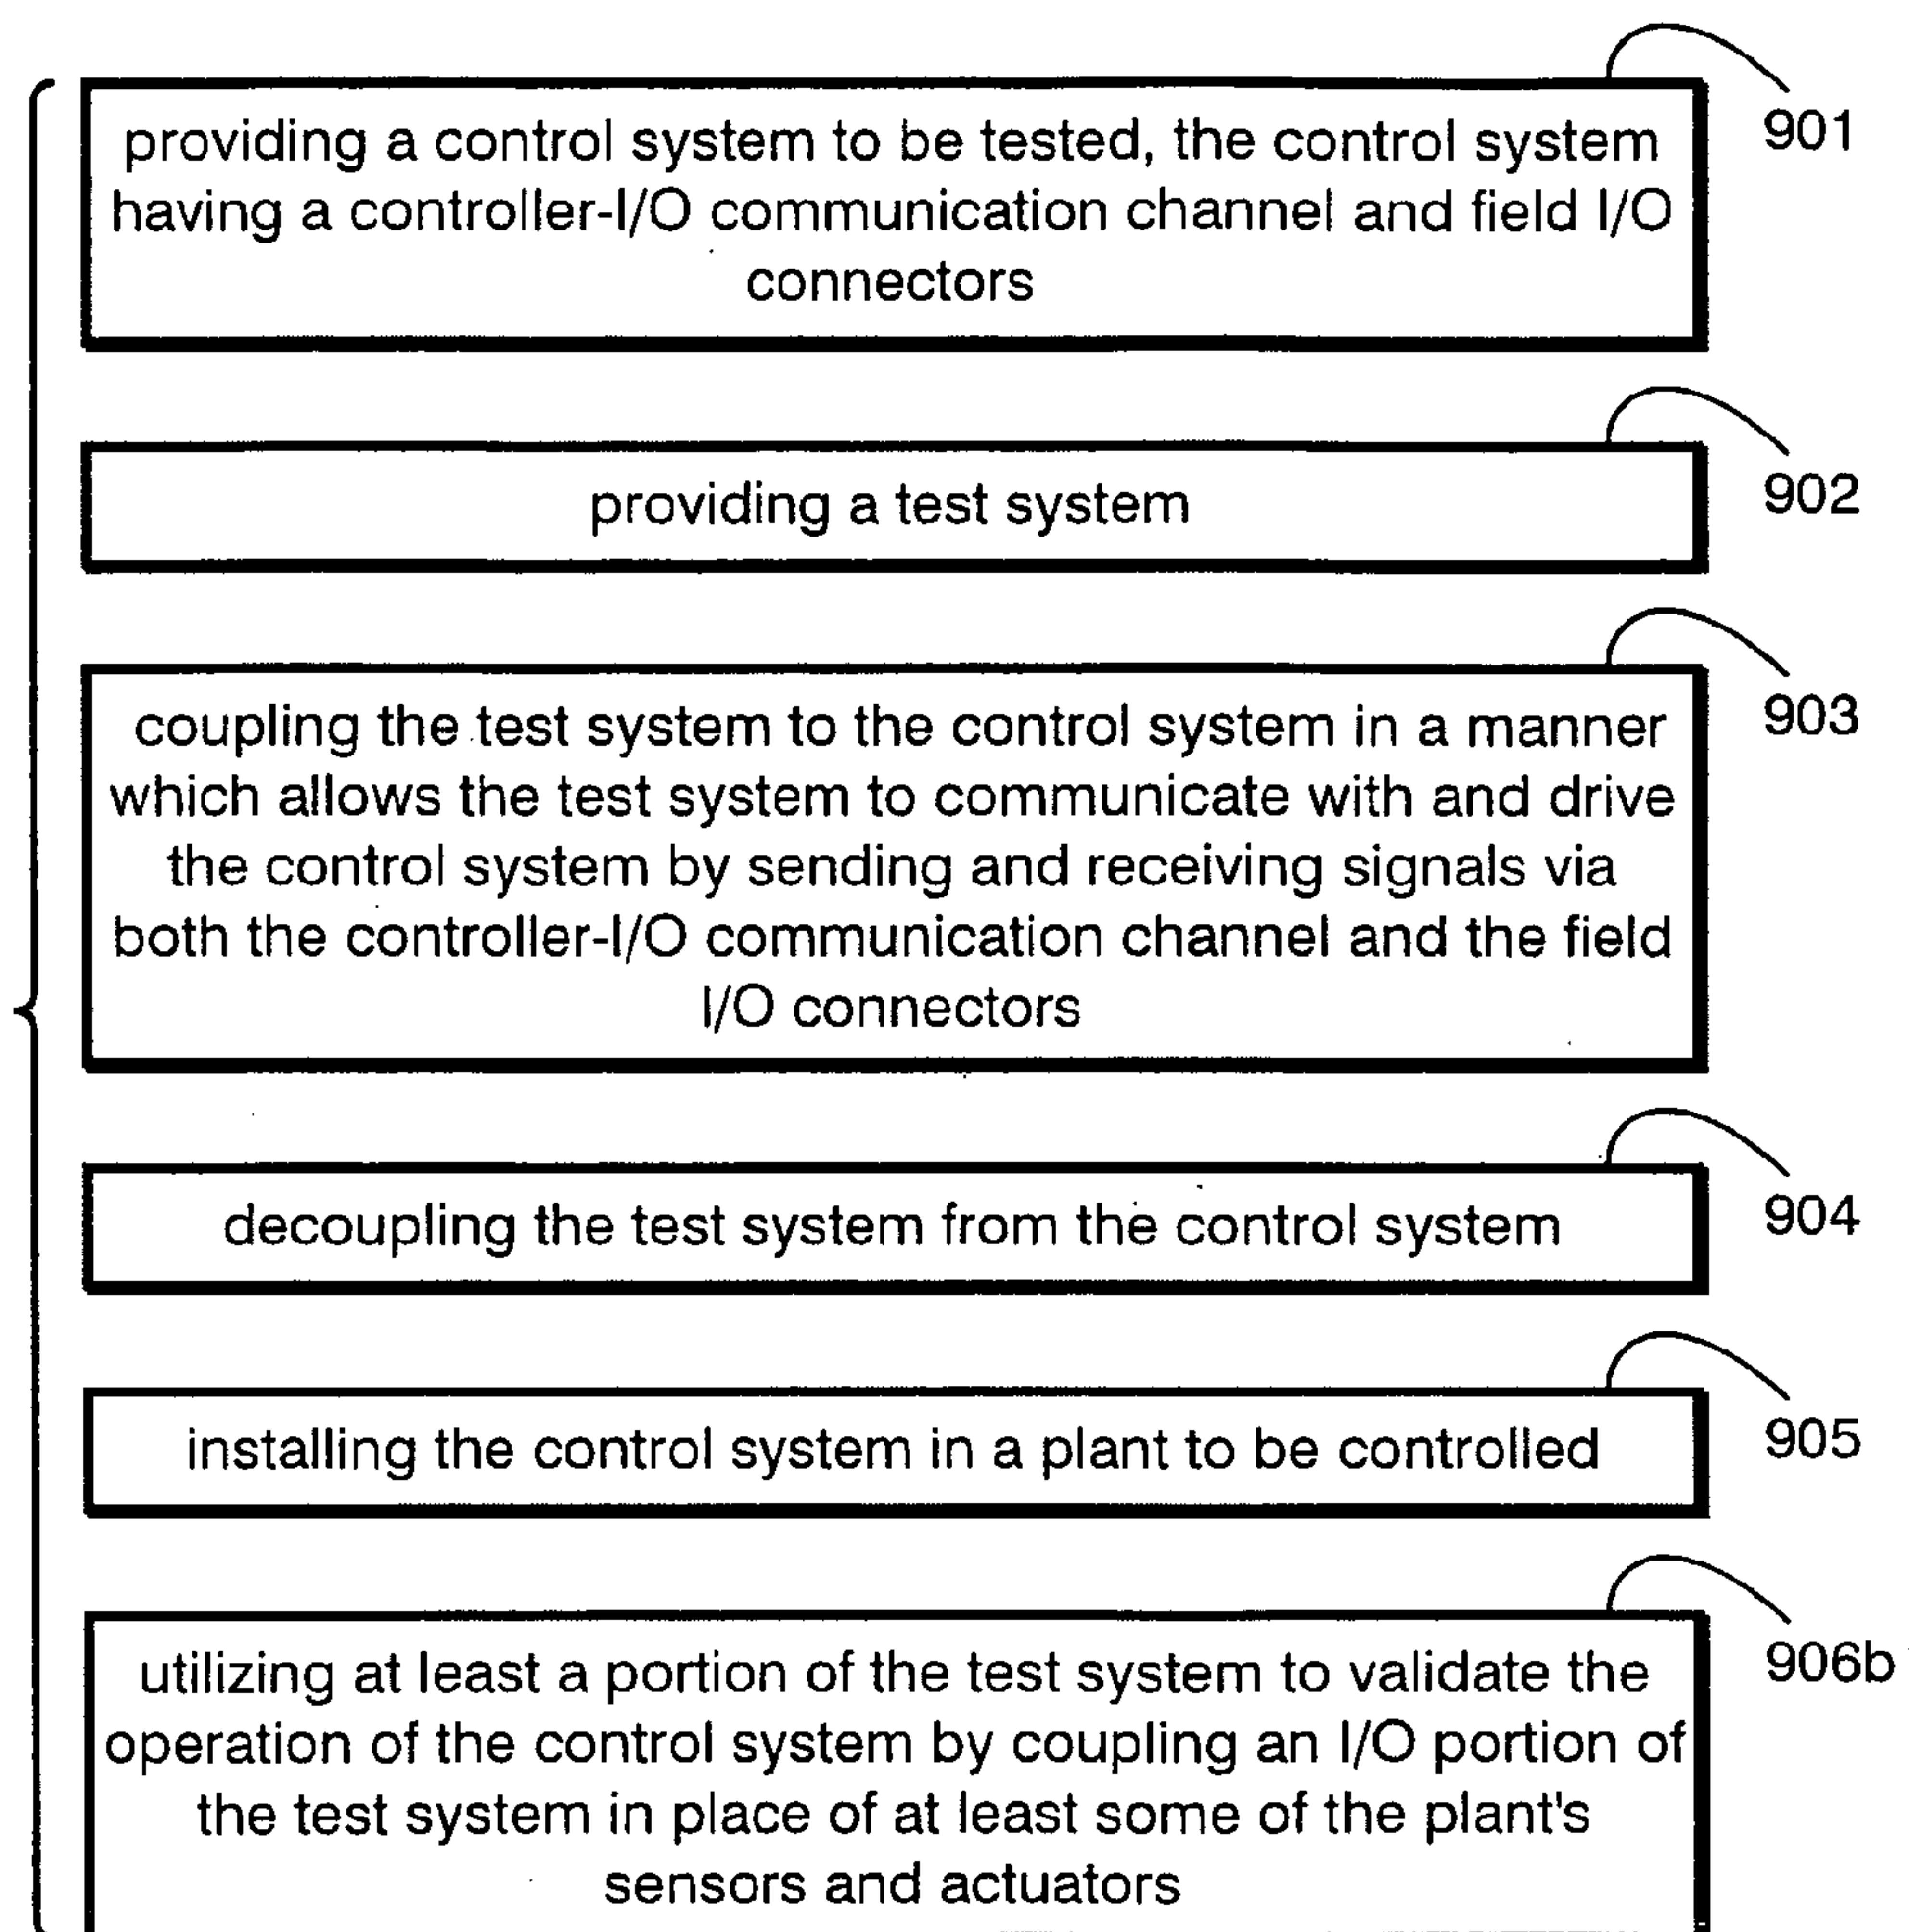 901
providing a control system to be tested, the control system
having a controller-I/O communication channel and field I/O
connectors
902
providing a test system
903
coupling the test system to the control system in a manner
which allows the test system to communicate with and drive
the control system by sending and receiving signals via
both the controller-I/O communication channel and the field
I/O connectors
904
decoupling the test system from the control system
905
installing the control system in a plant to be controlled
906b
utilizing at least a portion of the test system to validate the
operation of the control system by coupling an I/O portion of
the test system in place of at least some of the plant's
sensors and actuators